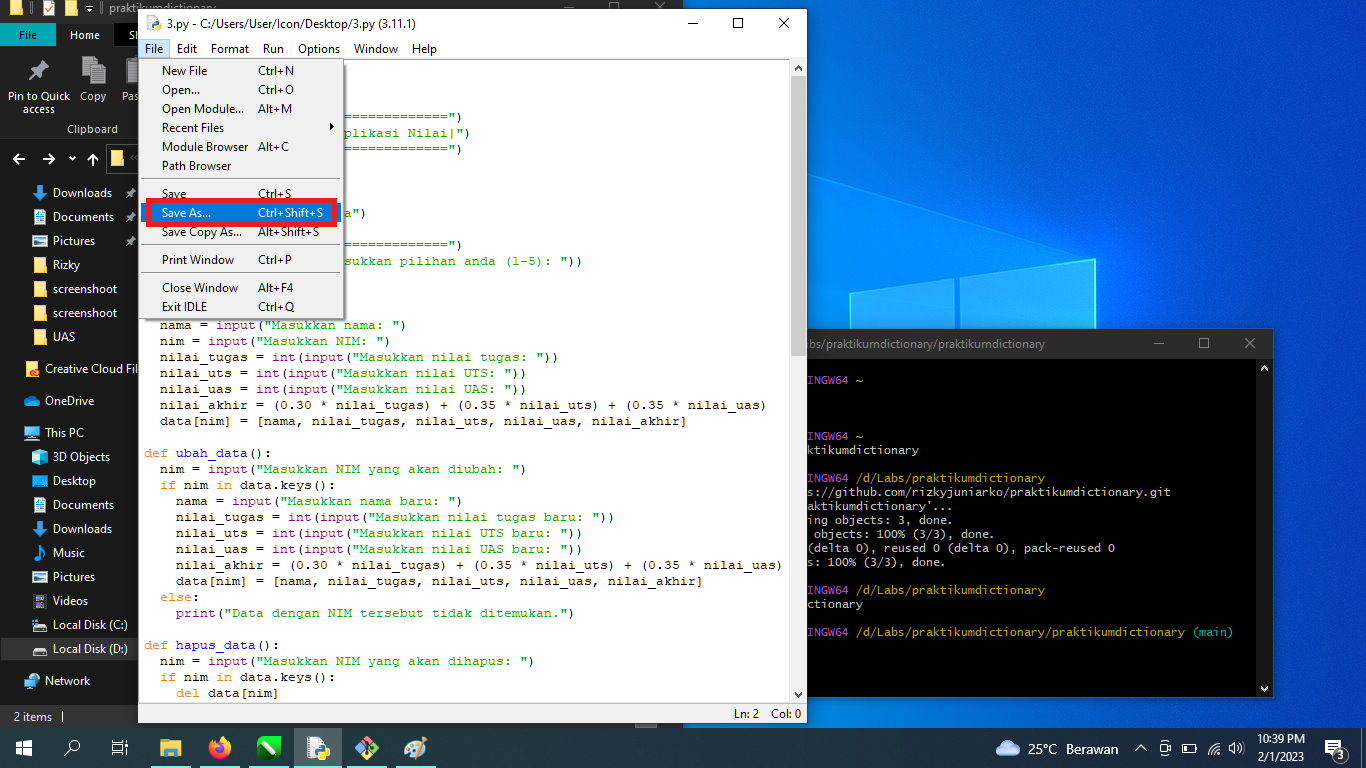 praktikumdictionary
File
Home
Sh
Pin to Quick
access
Copy
Pas
Clipboard
Downloads
Documents
Pictures
Rizky
screenshoot
screenshoot
UAS
Creative Cloud Fil
OneDrive
This PC
3D Objects
Desktop
Documents
Downloads
Music
Pictures
Videos
Local Disk (C:)
Local Disk (D:)
Network
2 items
3.py - C:/Users/User/Icon/Desktop/3.py (3.11.1)
File Edit Format Run Options Window Help
New File Ctrl+N
Open... Ctrl+O
Open Module... Alt+M
Recent Files
Module Browser Alt+C
Path Browser
Save Ctrl+S
Save As... Ctrl+Shift+S
Save Copy As... Alt+Shift+S
Print Window Ctrl+P
Close Window Alt+F4
Exit IDLE Ctrl+Q
=============")
plikasi Nilai|")
=============")
a")
=============")
sukkan pilihan anda (1-5): "))
nama = input("Masukkan nama: ")
nim = input("Masukkan NIM: ")
nilai_tugas = int(input("Masukkan nilai tugas: "))
nilai_uts = int(input("Masukkan nilai UTS: "))
nilai_uas = int(input("Masukkan nilai UAS: "))
nilai_akhir = (0.30 * nilai_tugas) + (0.35 * nilai_uts) + (0.35 * nilai_uas)
data[nim] = [nama, nilai_tugas, nilai_uts, nilai_uas, nilai_akhir]
def ubah_data():
nim = input("Masukkan NIM yang akan diubah: ")
if nim in data.keys():
nama = input("Masukkan nama baru: ")
nilai_tugas = int(input("Masukkan nilai tugas baru: "))
nilai_uts = int(input("Masukkan nilai UTS baru: "))
nilai_uas = int(input("Masukkan nilai UAS baru: "))
nilai_akhir = (0.30 * nilai_tugas) + (0.35 * nilai_uts) + (0.35 * nilai_uas)
data[nim] = [nama, nilai_tugas, nilai_uts, nilai_uas, nilai_akhir]
else:
print("Data dengan NIM tersebut tidak ditemukan.")
def hapus_data():
nim = input("Masukkan NIM yang akan dihapus: ")
if nim in data.keys():
del data[nim]
Ln: 2 Col: 0
abs/praktikumdictionary/praktikumdictionary
INGW64 ~
INGW64 ~
ktikumdictionary
INGW64 /d/Labs/praktikumdictionary
s://github.com/rizkyjuniarko/praktikumdictionary.git
aktikumdictionary'...
ing objects: 3, done.
objects: 100% (3/3), done.
(delta 0), reused 0 (delta 0), pack-reused 0
s: 100% (3/3), done.
INGW64 /d/Labs/praktikumdictionary
ctionary
INGW64 /d/Labs/praktikumdictionary/praktikumdictionary (main)
25°C Berawan
10:39 PM
2/1/2023
3